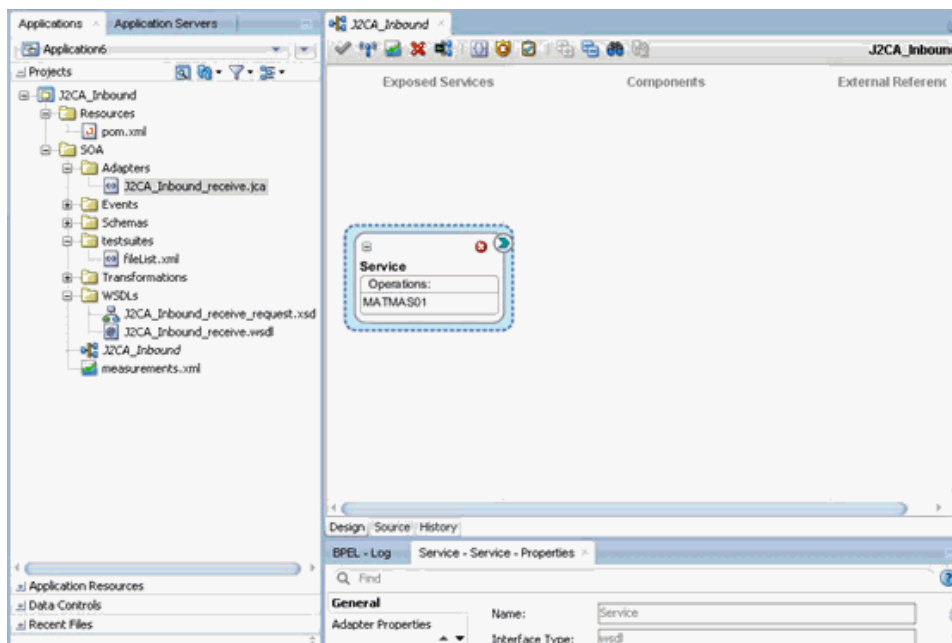 Applications
Application Servers
Application6
Projects
J2CA_Inbound
Resources
pom.xml
SOA
Adapters
J2CA_Inbound_receive.jca
Events
Schemas
testsuites
fileList.xml
Transformations
WSDLs
J2CA_Inbound_receive_request.xsd
J2CA_Inbound_receive.wsdl
J2CA_Inbound
measurements.xml
Application Resources
Data Controls
Recent Files
J2CA_Inbound
J2CA_Inboun
Exposed Services
Components
External Referenc
Service
Operations:
MATMAS01
Design
Source
History
BPEL - Log
Service - Service - Properties
Find
General
Adapter Properties
Name:
Service
Interface Type:
wsdl